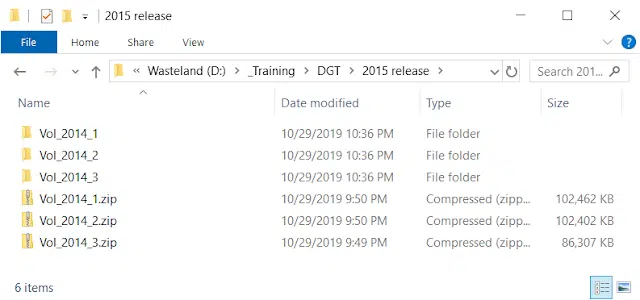 2015 release
File Home Share View
« Wasteland (D:) > _Training > DGT > 2015 release > Search 201...
Name Date modified Type Size
Vol_2014_1 10/29/2019 10:36 PM File folder
Vol_2014_2 10/29/2019 10:36 PM File folder
Vol_2014_3 10/29/2019 10:36 PM File folder
Vol_2014_1.zip 10/29/2019 9:50 PM Compressed (zipp... 102,462 KB
Vol_2014_2.zip 10/29/2019 9:50 PM Compressed (zipp... 102,402 KB
Vol_2014_3.zip 10/29/2019 9:49 PM Compressed (zipp... 86,307 KB
6 items